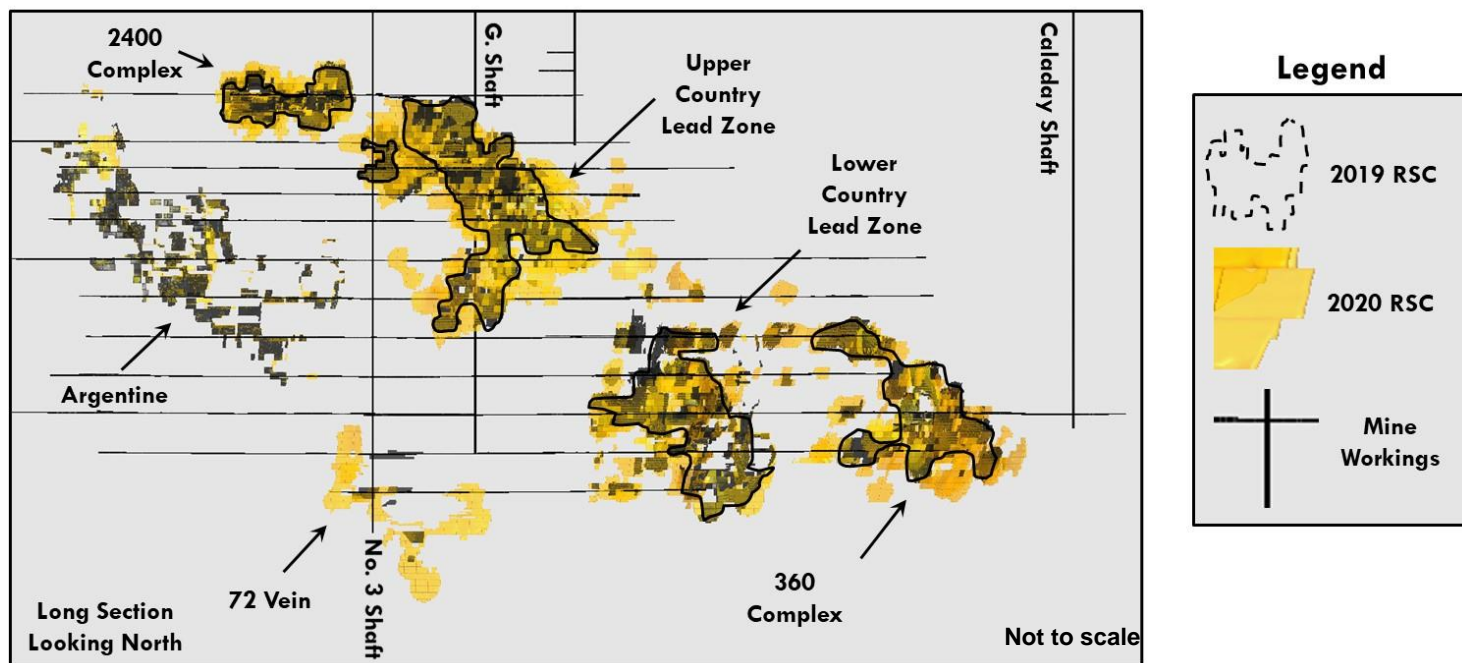 2400
Complex
G. Shaft
Upper
Country
Lead Zone
Caladay Shaft
Lower
Country
Lead Zone
Argentine
72 Vein
No. 3 Shaft
360
Complex
Long Section
Looking North
Not to scale
Legend
2019 RSC
2020 RSC
Mine
Workings